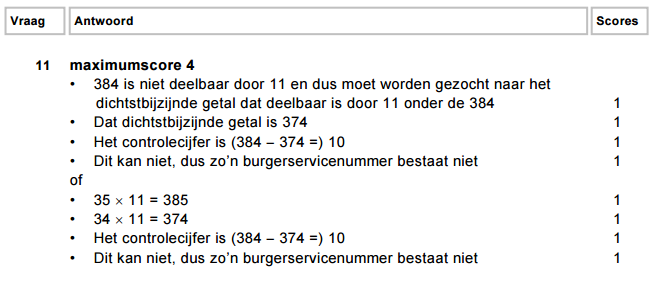 Vraag Antwoord Scores
11 maximumscore 4
• 384 is niet deelbaar door 11 en dus moet worden gezocht naar het
dichtstbijzijnde getal dat deelbaar is door 11 onder de 384 1
• Dat dichtstbijzijnde getal is 374 1
• Het controlecijfer is (384 – 374 =) 10 1
• Dit kan niet, dus zo’n burgerservicenummer bestaat niet 1
of
• 35 × 11 = 385 1
• 34 × 11 = 374 1
• Het controlecijfer is (384 – 374 =) 10 1
• Dit kan niet, dus zo’n burgerservicenummer bestaat niet 1